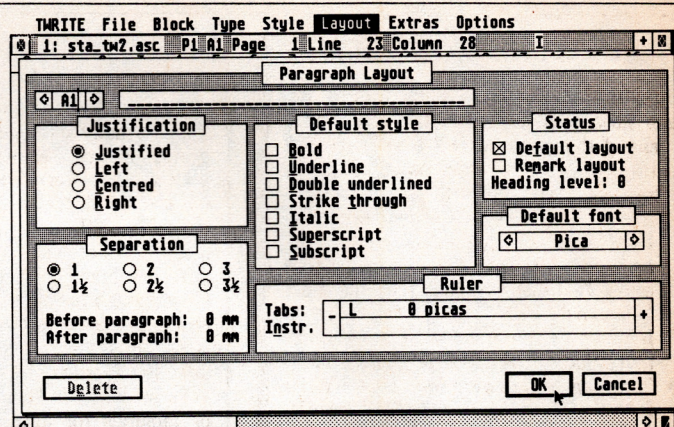 TWRITE File Block Type Style Layout Extras Options
1: sta_tw2.asc P1 A1 Page 1 Line 23 Column 28
Paragraph Layout
A1
Justification
Justified
Left
Centred
Right
Default style
Bold
Underline
Double underlined
Strike through
Italic
Superscript
Subscript
Status
Default layout
Remark layout
Heading level: 0
Default font
Pica
Separation
1 2 3
1½ 2½ 3½
Before paragraph: 0 mm
After paragraph: 0 mm
Ruler
Tabs: - L 0 picas +
Instr.
Delete
OK Cancel